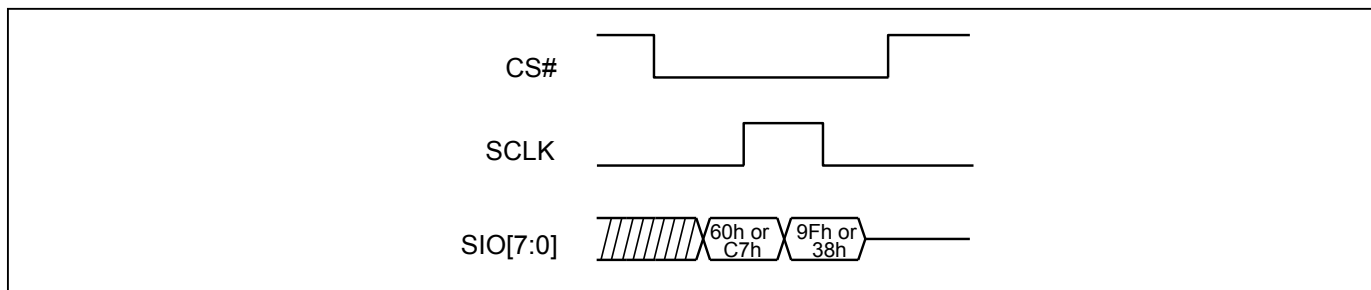 CS#
SCLK
SIO[7:0]
60h or
C7h
9Fh or
38h